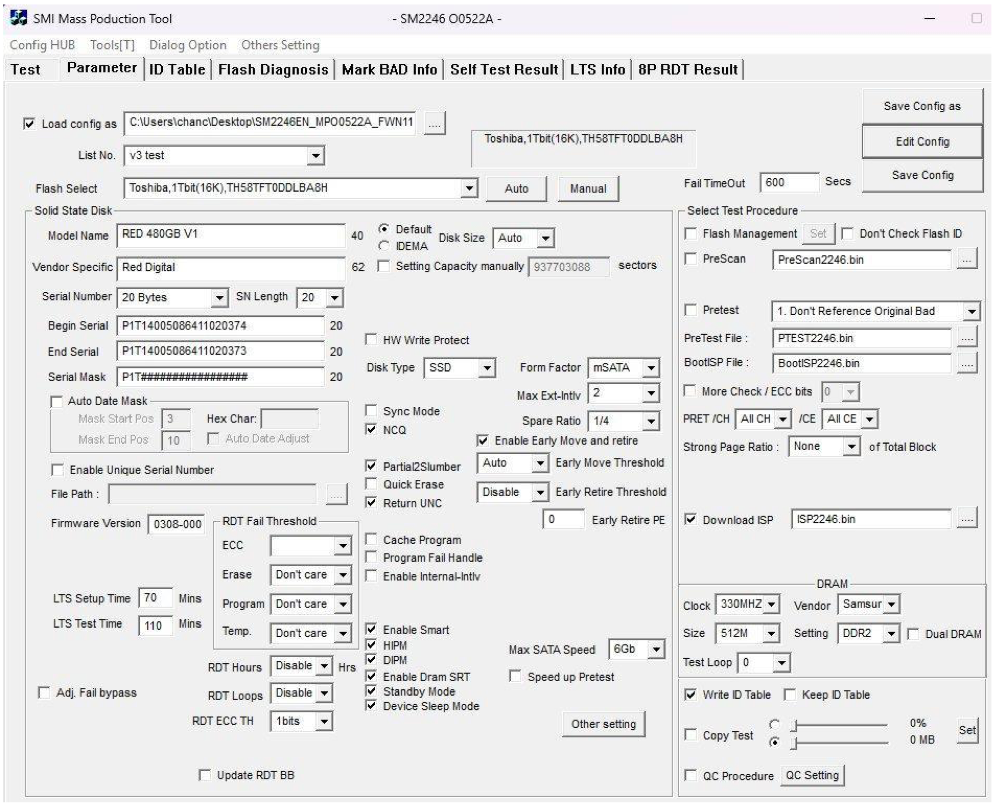 SMI Mass Poduction Tool - SM2246 O0522A -
Config HUB Tools[T] Dialog Option Others Setting
Test Parameter ID Table Flash Diagnosis Mark BAD Info Self Test Result LTS Info 8P RDT Result
Load config as C:\Users\chanc\Desktop\SM2246EN_MPO0522A_FWN11 ....
Save Config as
Edit Config
Save Config
List No. v3 test
Toshiba,1Tbit(16K),TH58TFT0DDLBA8H
Flash Select Toshiba,1Tbit(16K),TH58TFT0DDLBA8H Auto Manual
Fail TimeOut 600 Secs
Solid State Disk
Model Name RED 480GB V1 40
Default
IDEMA
Disk Size Auto
Vendor Specific Red Digital 62
Setting Capacity manually 937703088 sectors
Serial Number 20 Bytes SN Length 20
Begin Serial P1T14005086411020374 20
End Serial P1T14005086411020373 20
Serial Mask P1T################# 20
HW Write Protect
Disk Type SSD Form Factor mSATA
Max Ext-Intlv 2
Spare Ratio 1/4
Auto Date Mask
Mask Start Pos 3 Hex Char:
Mask End Pos 10 Auto Date Adjust
Sync Mode
NCQ
Enable Early Move and retire
Enable Unique Serial Number
File Path : ....
Partial2Slumber
Quick Erase
Return UNC
Auto Early Move Threshold
Disable Early Retire Threshold
0 Early Retire PE
Firmware Version 0308-000
RDT Fail Threshold
ECC
Erase Don't care
Program Don't care
Temp. Don't care
Cache Program
Program Fail Handle
Enable Internal-Intlv
LTS Setup Time 70 Mins
LTS Test Time 110 Mins
Enable Smart
HIPM
DIPM
Enable Dram SRT
Standby Mode
Device Sleep Mode
Max SATA Speed 6Gb
Speed up Pretest
RDT Hours Disable Hrs
Adj. Fail bypass
RDT Loops Disable
RDT ECC TH 1bits
Other setting
Update RDT BB
Select Test Procedure
Flash Management Set Don't Check Flash ID
PreScan PreScan2246.bin ...
Pretest 1. Don't Reference Original Bad
PreTest File : PTEST2246.bin ....
BootISP File : BootISP2246.bin ....
More Check / ECC bits 0
PRET /CH All CH /CE All CE
Strong Page Ratio : None of Total Block
Download ISP ISP2246.bin ....
DRAM
Clock 330MHZ Vendor Samsur
Size 512M Setting DDR2 Dual DRAM
Test Loop 0
Write ID Table Keep ID Table
Copy Test 0%
0 MB
Set
QC Procedure QC Setting